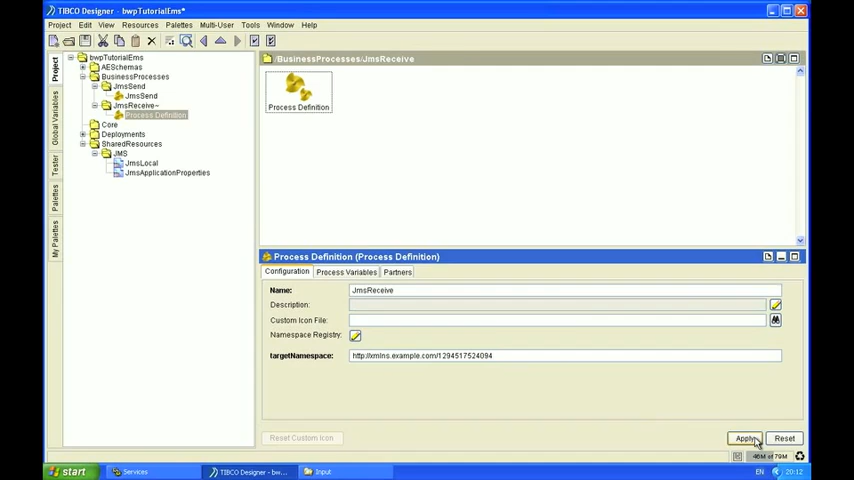 TIBCO Designer - bwpTutorialEms*
Project Edit View Resources Palettes Multi-User Tools Window Help
Project
Global Variables
Tester
Palettes
My Palettes
bwpTutorialEms
AESchemas
BusinessProcesses
JmsSend
JmsSend
JmsReceive~
Process Definition
Core
Deployments
SharedResources
JMS
JmsLocal
JmsApplicationProperties
/BusinessProcesses/JmsReceive
Process Definition
Process Definition (Process Definition)
Configuration Process Variables Partners
Name: JmsReceive
Description:
Custom Icon File:
Namespace Registry:
targetNamespace: http://xmlns.example.com/1294517524094
Reset Custom Icon
Apply Reset
46M of 79M
start Services TIBCO Designer - bw... Input EN 20:12